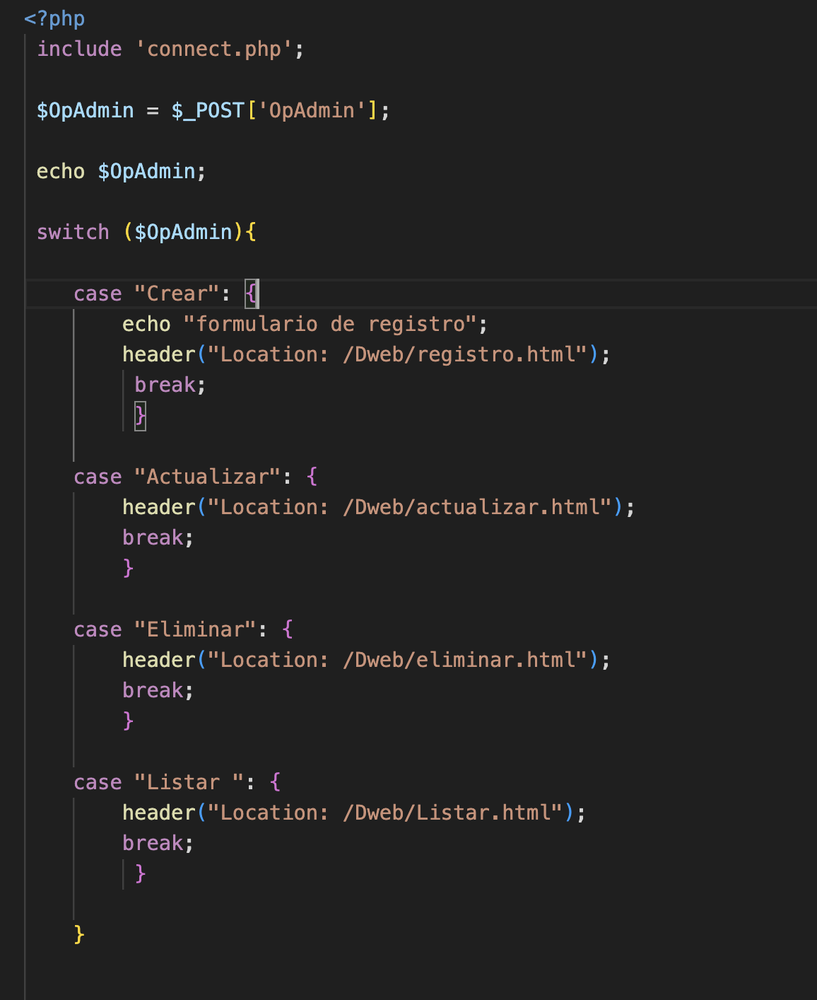 <?php
include 'connect.php';
$OpAdmin = $_POST['OpAdmin'];
echo $OpAdmin;
switch ($OpAdmin){
case "Crear": {
echo "formulario de registro";
header("Location: /Dweb/registro.html");
break;
}
case "Actualizar": {
header("Location: /Dweb/actualizar.html");
break;
}
case "Eliminar": {
header("Location: /Dweb/eliminar.html");
break;
}
case "Listar ": {
header("Location: /Dweb/Listar.html");
break;
}
}